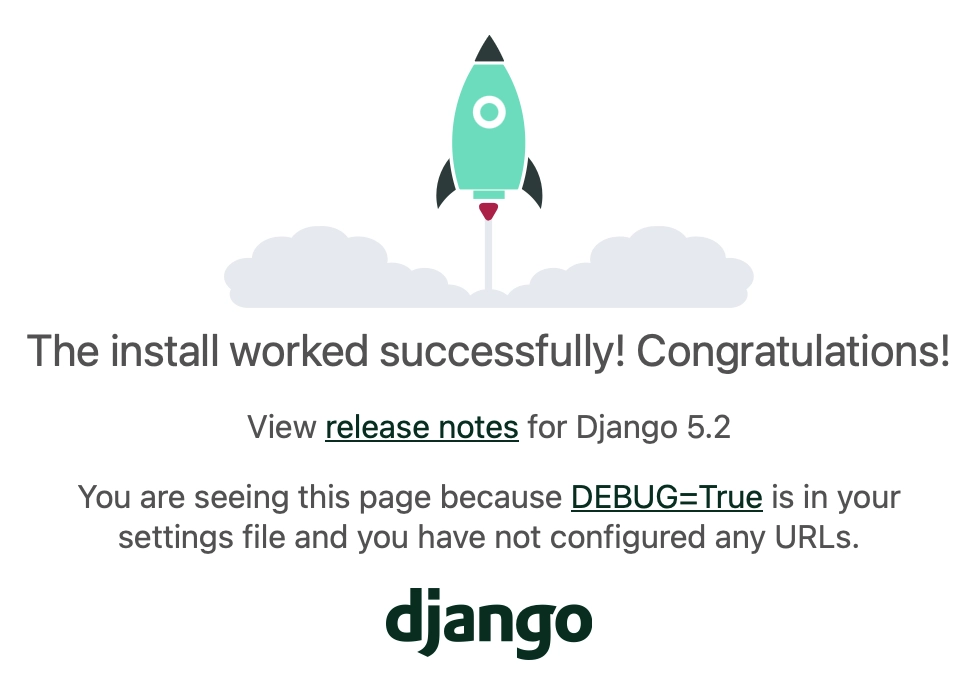 The install worked successfully! Congratulations!
View release notes for Django 5.2
You are seeing this page because DEBUG=True is in your
settings file and you have not configured any URLs.
django